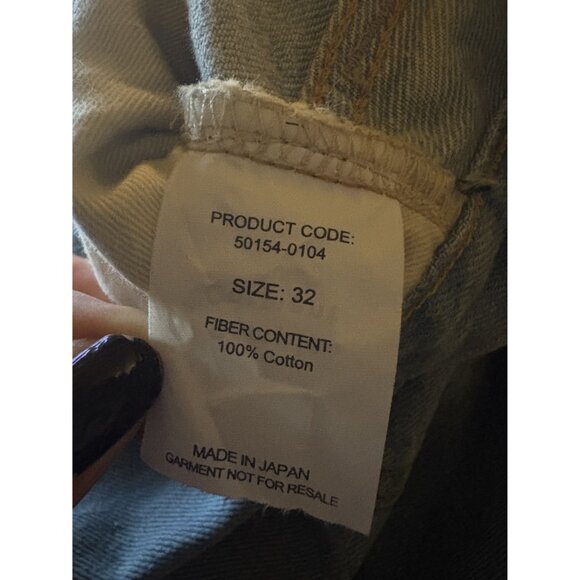 PRODUCT CODE:
50154-0104
SIZE: 32
FIBER CONTENT:
100% Cotton
MADE IN JAPAN
GARMENT NOT FOR RESALE